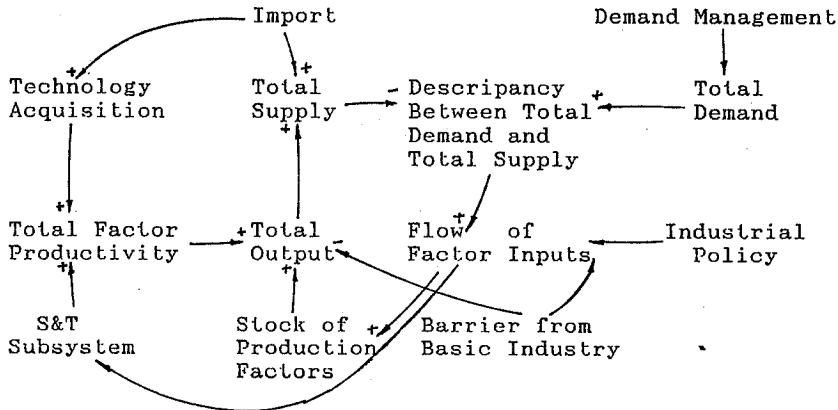 Import
Demand Management
Technology
Acquisition
Total
Supply
Descripancy
Between Total
Demand and
Total Supply
Total
Demand
Total Factor
Productivity
Total
Output
Flow of
Factor Inputs
Industrial
Policy
S&T
Subsystem
Stock of
Production
Factors
Barrier from
Basic Industry
+
+
-
+
+
+
+
-
+
+
+
+